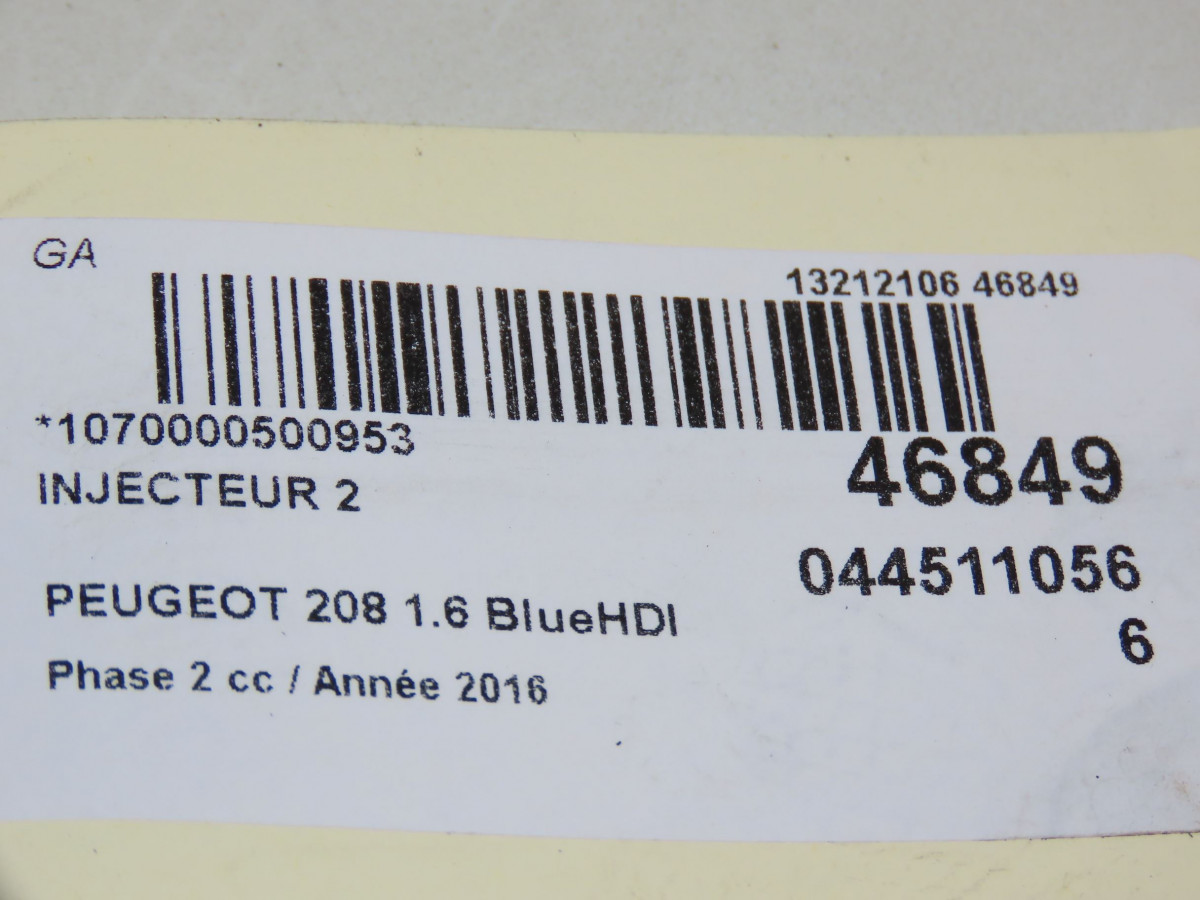 GA
13212106 46849
*1070000500953
46849
INJECTEUR 2
044511056
6
PEUGEOT 208 1.6 BlueHDI
Phase 2 cc / Année 2016